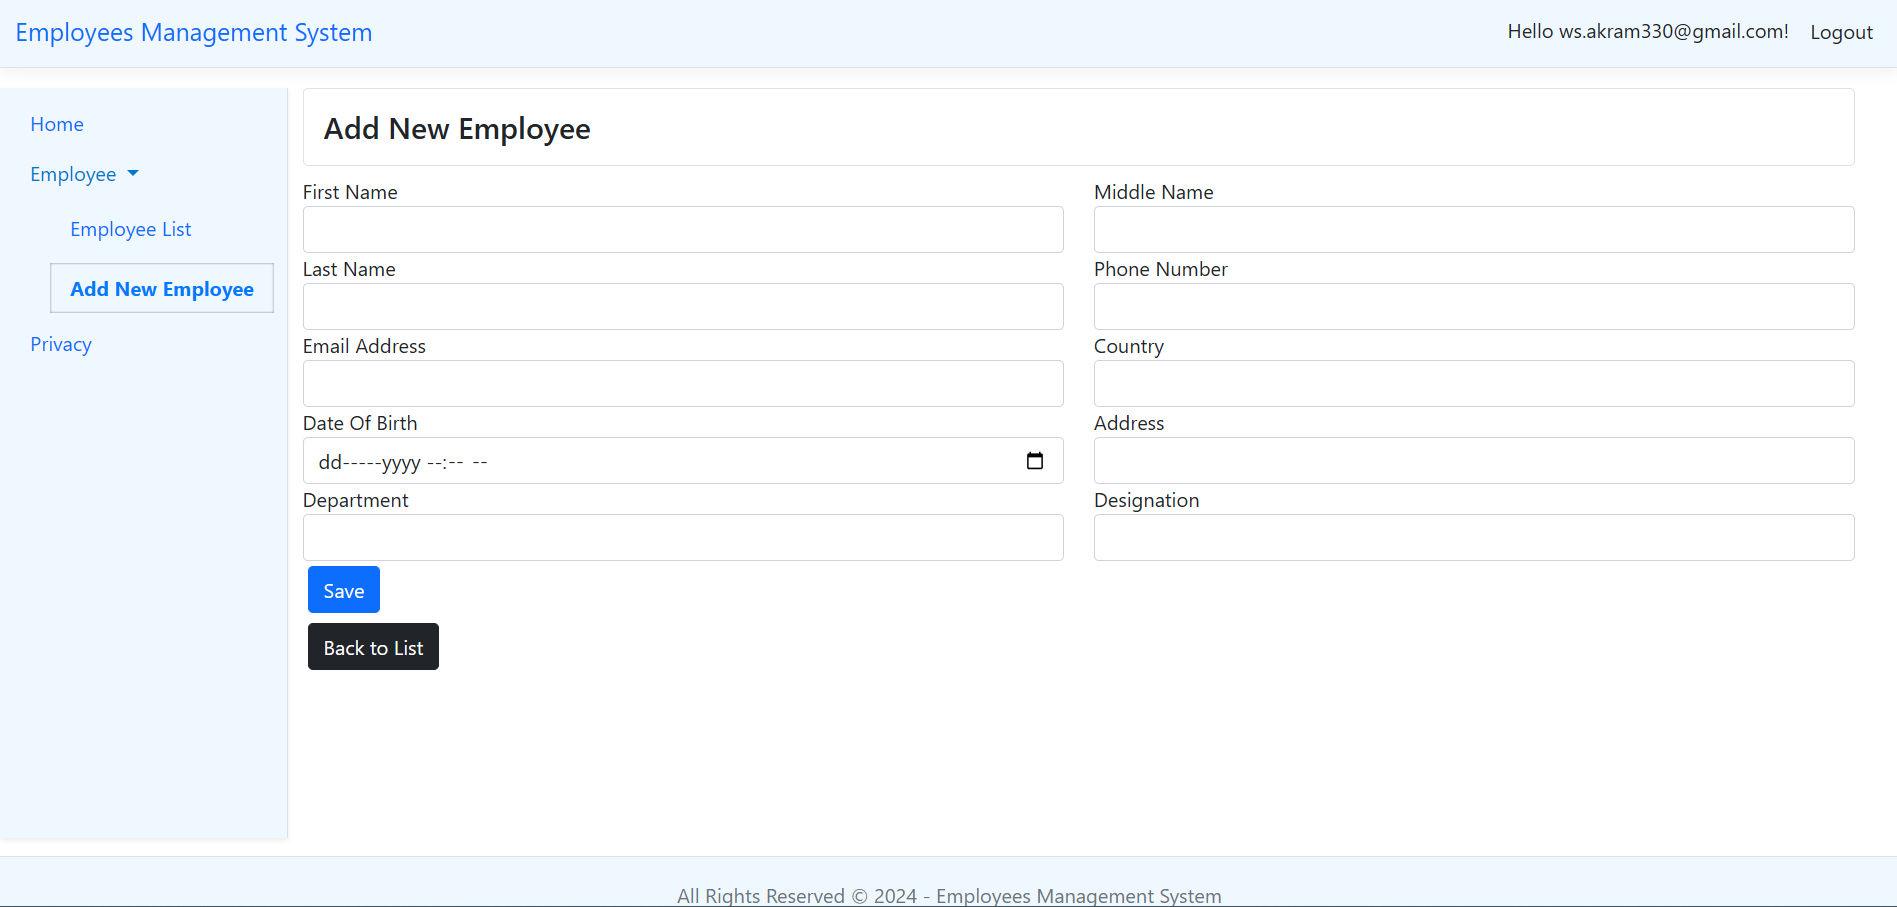 Employees Management System
Hello ws.akram330@gmail.com!
Logout
Home
Employee
Employee List
Add New Employee
Privacy
Add New Employee
First Name
Middle Name
Last Name
Phone Number
Email Address
Country
Date Of Birth
Address
dd-----yyyy --:-- --
Department
Designation
Save
Back to List
All Rights Reserved © 2024 - Employees Management System